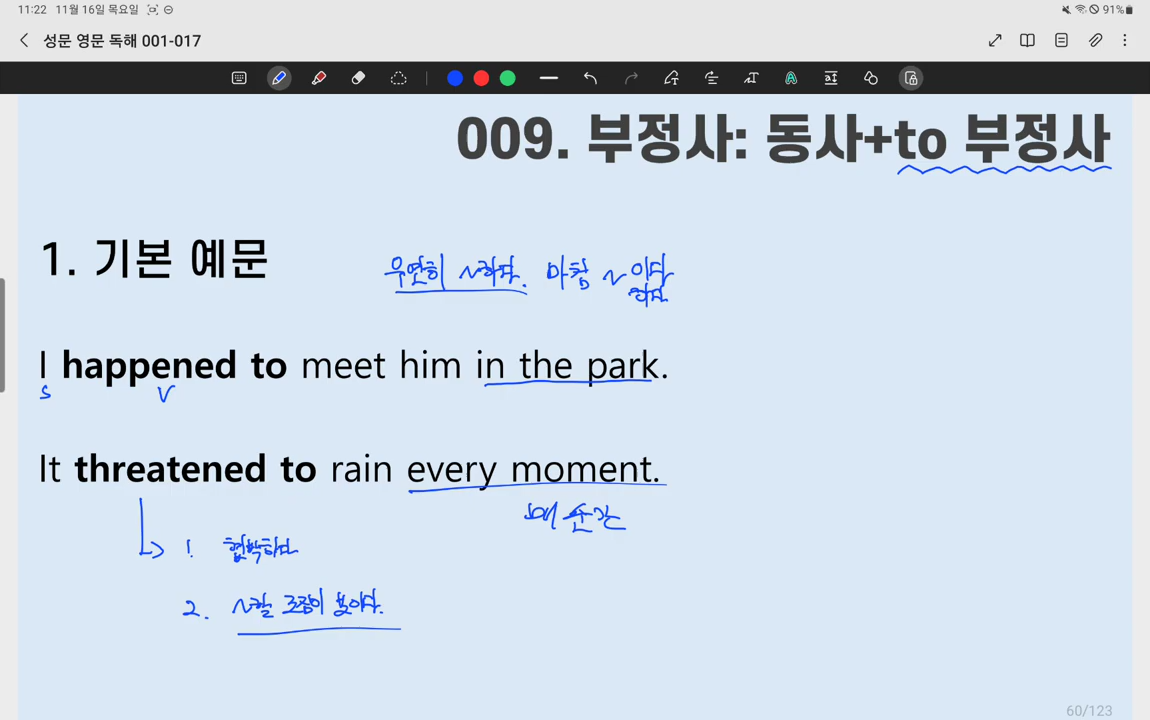 11:22 11월 16일 목요일 91%
성문 영문 독해 001-017
009. 부정사: 동사+to 부정사
1. 기본 예문
우연히 ~하다. 마침 ~이다
하다.
I happened to meet him in the park.
S V
It threatened to rain every moment.
매 순간
1. 협박하다
2. ~할 조짐이 보이다.
60/123